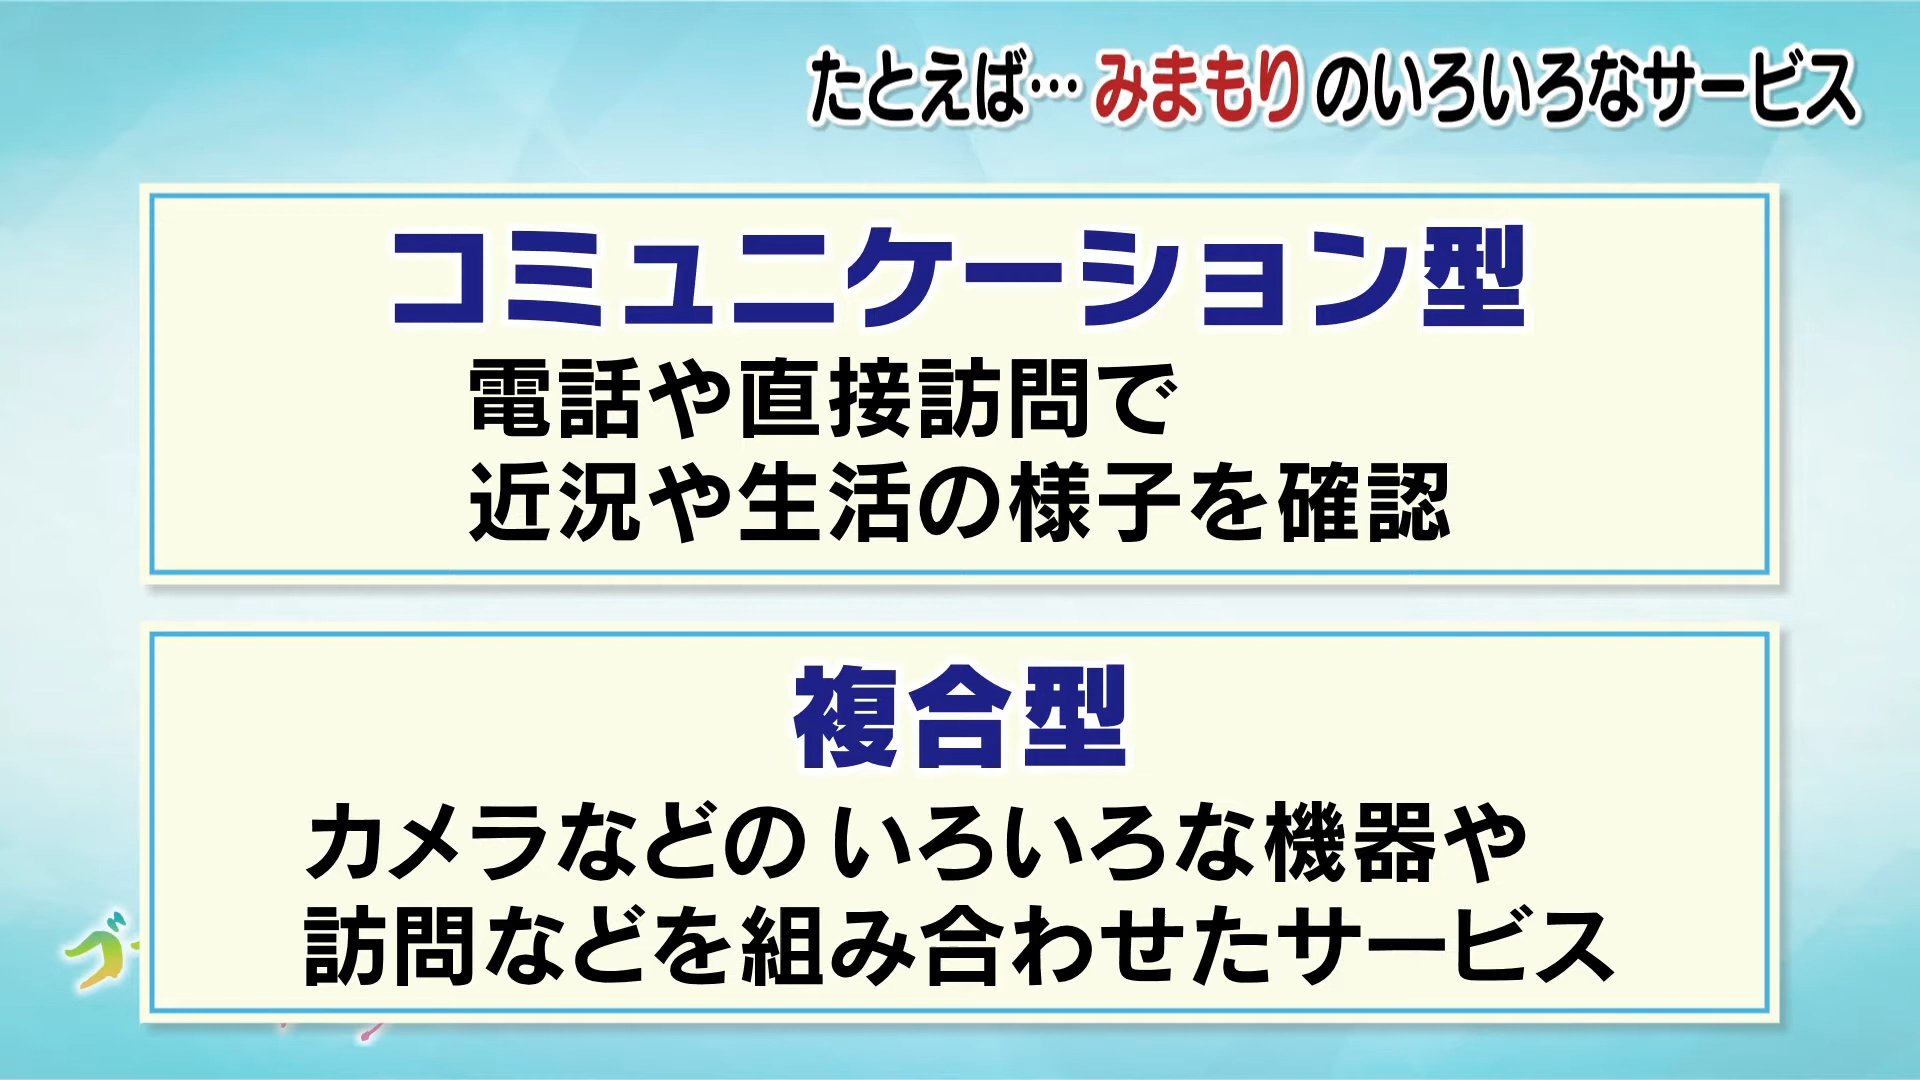 たとえば…みまもりのいろいろなサービス
コミュニケーション型
電話や直接訪問で
近況や生活の様子を確認
複合型
カメラなどの いろいろな機器や
訪問などを組み合わせたサービス